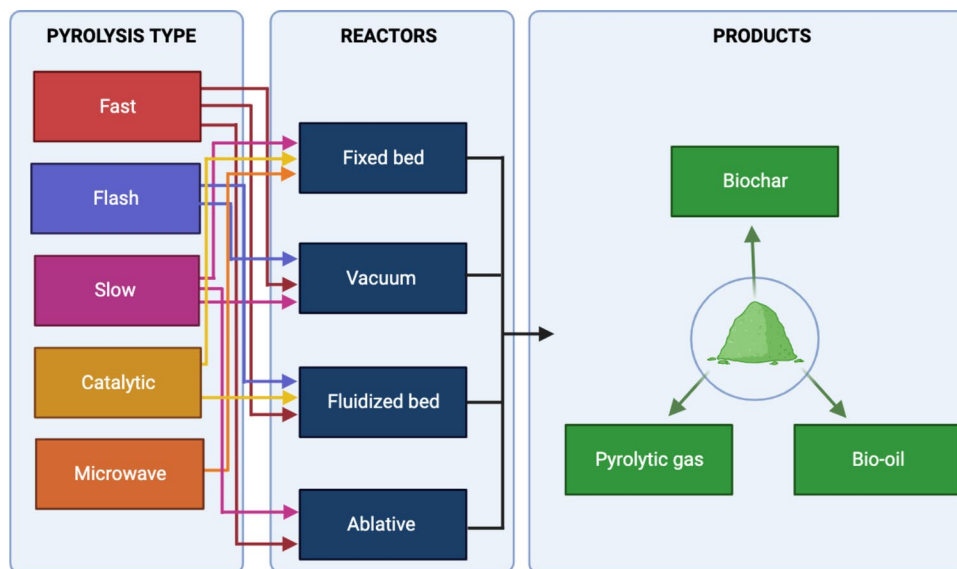 PYROLYSIS TYPE
Fast
Flash
Slow
Catalytic
Microwave
REACTORS
Fixed bed
Vacuum
Fluidized bed
Ablative
PRODUCTS
Biochar
Pyrolytic gas
Bio-oil